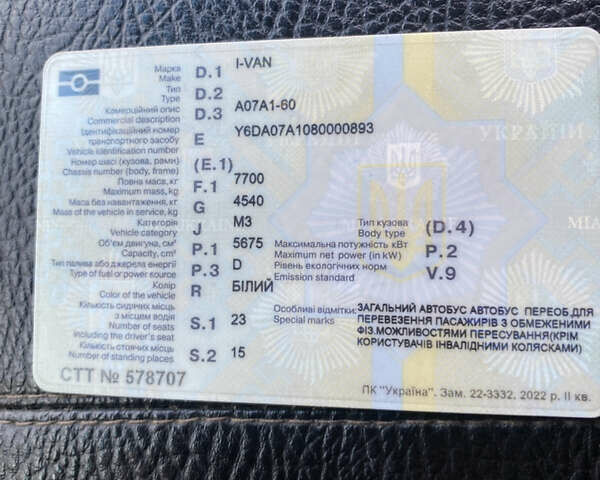 Марка
Make D.1 I-VAN
Тип
Type D.2
Комерційний опис
Commercial description D.3 A07A1-60
Ідентифікаційний номер
транспортного засобу E Y6DA07A1080000893
Vehicle identification number
Номер шасі (кузова, рами)
Chassis number (body, frame) (E.1)
Повна маса, кг
Maximum mass, kg F.1 7700
Маса без навантаження, кг
Mass of the vehicle in service, kg G 4540
Категорія
Vehicle category J M3
Тип кузова
Body type (D.4)
Об'єм двигуна, см³
Capacity, cm³ P.1 5675
Максимальна потужність кВт
Maximum net power (in kW) P.2
Тип палива або джерела енергії
Type of fuel or power source P.3 D
Рівень екологічних норм
Emission standard V.9
Колір
Color of the vehicle R БІЛИЙ
Кількість сидячих місць
з місцем водія
Number of seats S.1 23
Including the driver's seat
Особливі відмітки:
Special marks
ЗАГАЛЬНИЙ АВТОБУС АВТОБУС ПЕРЕОБ.ДЛЯ
ПЕРЕВЕЗЕННЯ ПАСАЖИРІВ З ОБМЕЖЕНИМИ
ФІЗ.МОЖЛИВОСТЯМИ ПЕРЕСУВАННЯ(КРІМ
КОРИСТУВАЧІВ ІНВАЛІДНИМИ КОЛЯСКАМИ)
Кількість стоячих місць
Number of standing places S.2 15
СТТ № 578707
ПК "Україна". Зам. 22-3332. 2022 р. II кв.
УКРАЇНИ